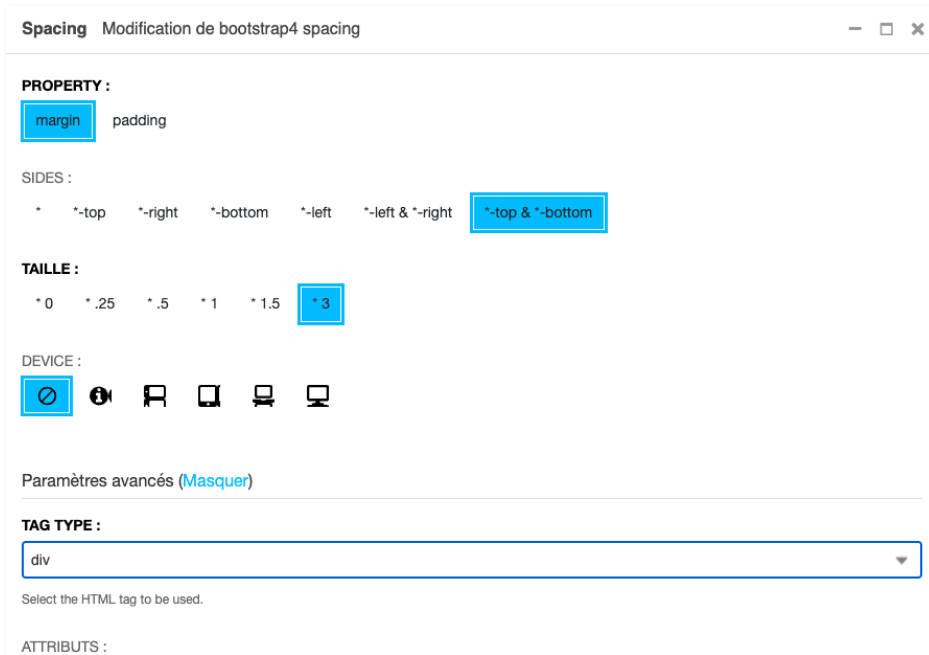 Spacing Modification de bootstrap4 spacing
PROPERTY :
margin padding
SIDES :
* *-top *-right *-bottom *-left *-left & *-right *-top & *-bottom
TAILLE :
* 0 * .25 * .5 * 1 * 1.5 * 3
DEVICE :
Paramètres avancés (Masquer)
TAG TYPE :
div
Select the HTML tag to be used.
ATTRIBUTS :